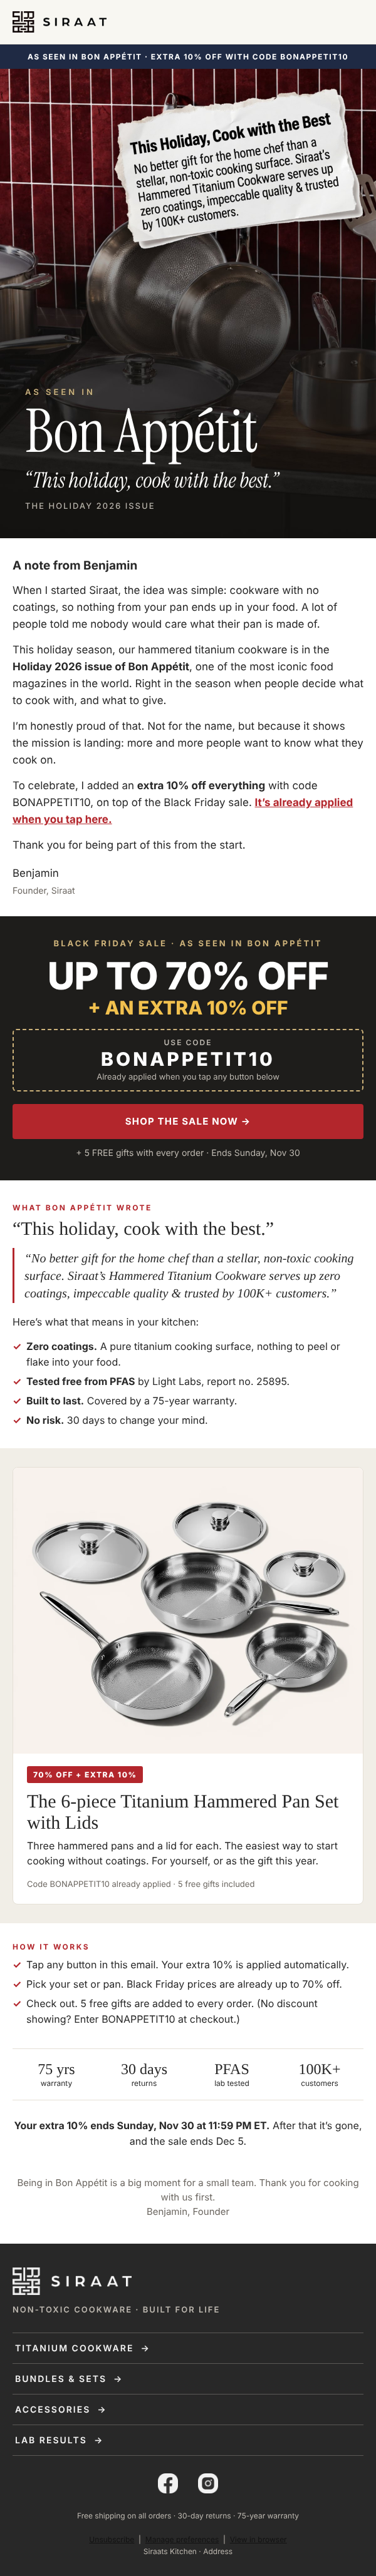 SIRAAT
AS SEEN IN BON APPÉTIT · EXTRA 10% OFF WITH CODE BONAPPETIT10
This Holiday, Cook with the Best
No better gift for the home chef than a
stellar, non-toxic cooking surface. Siraat's
Hammered Titanium Cookware serves up
zero coatings, impeccable quality & trusted
by 100K+ customers.
AS SEEN IN
Bon Appétit
“This holiday, cook with the best.”
THE HOLIDAY 2026 ISSUE
A note from Benjamin
When I started Siraat, the idea was simple: cookware with no
coatings, so nothing from your pan ends up in your food. A lot of
people told me nobody would care what their pan is made of.
This holiday season, our hammered titanium cookware is in the
Holiday 2026 issue of Bon Appétit, one of the most iconic food
magazines in the world. Right in the season when people decide what
to cook with, and what to give.
I’m honestly proud of that. Not for the name, but because it shows
the mission is landing: more and more people want to know what they
cook on.
To celebrate, I added an extra 10% off everything with code
BONAPPETIT10, on top of the Black Friday sale. It’s already applied
when you tap here.
Thank you for being part of this from the start.
Benjamin
Founder, Siraat
BLACK FRIDAY SALE · AS SEEN IN BON APPÉTIT
UP TO 70% OFF
+ AN EXTRA 10% OFF
USE CODE
BONAPPETIT10
Already applied when you tap any button below
SHOP THE SALE NOW →
+ 5 FREE gifts with every order · Ends Sunday, Nov 30
WHAT BON APPÉTIT WROTE
“This holiday, cook with the best.”
“No better gift for the home chef than a stellar, non-toxic cooking
surface. Siraat’s Hammered Titanium Cookware serves up zero
coatings, impeccable quality & trusted by 100K+ customers.”
Here’s what that means in your kitchen:
✓ Zero coatings. A pure titanium cooking surface, nothing to peel or
flake into your food.
✓ Tested free from PFAS by Light Labs, report no. 25895.
✓ Built to last. Covered by a 75-year warranty.
✓ No risk. 30 days to change your mind.
70% OFF + EXTRA 10%
The 6-piece Titanium Hammered Pan Set
with Lids
Three hammered pans and a lid for each. The easiest way to start
cooking without coatings. For yourself, or as the gift this year.
Code BONAPPETIT10 already applied · 5 free gifts included
HOW IT WORKS
✓ Tap any button in this email. Your extra 10% is applied automatically.
✓ Pick your set or pan. Black Friday prices are already up to 70% off.
✓ Check out. 5 free gifts are added to every order. (No discount
showing? Enter BONAPPETIT10 at checkout.)
75 yrs 30 days PFAS 100K+
warranty returns lab tested customers
Your extra 10% ends Sunday, Nov 30 at 11:59 PM ET. After that it’s gone,
and the sale ends Dec 5.
Being in Bon Appétit is a big moment for a small team. Thank you for cooking
with us first.
Benjamin, Founder
SIRAAT
NON-TOXIC COOKWARE · BUILT FOR LIFE
TITANIUM COOKWARE →
BUNDLES & SETS →
ACCESSORIES →
LAB RESULTS →
Free shipping on all orders · 30-day returns · 75-year warranty
Unsubscribe | Manage preferences | View in browser
Siraats Kitchen · Address